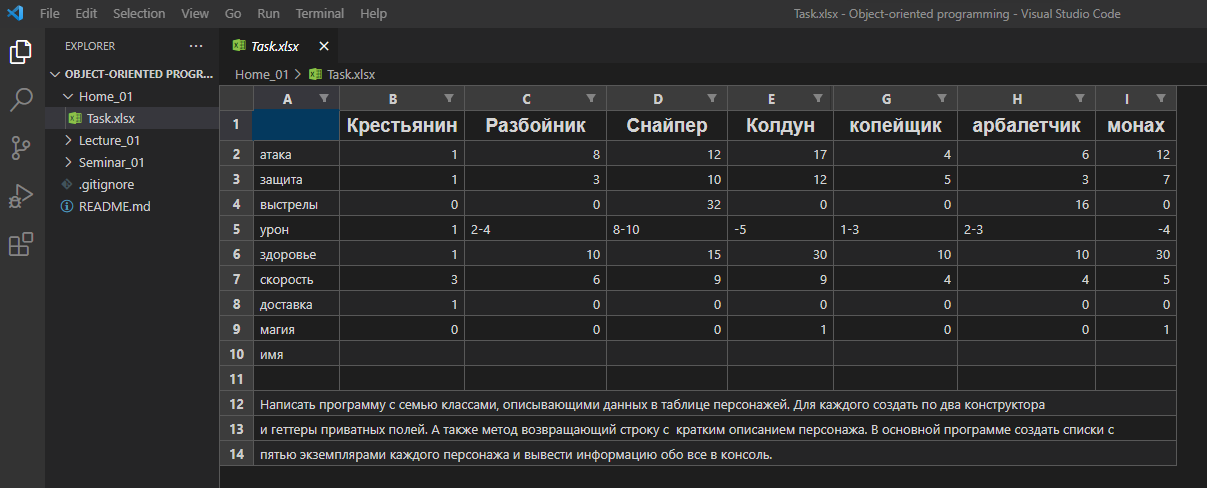 File Edit Selection View Go Run Terminal Help Task.xlsx - Object-oriented programming - Visual Studio Code
EXPLORER ···
OBJECT-ORIENTED PROGR...
Home_01
Task.xlsx
Lecture_01
Seminar_01
.gitignore
README.md
Task.xlsx
Home_01 > Task.xlsx
A B C D E G H I
1 Крестьянин Разбойник Снайпер Колдун копейщик арбалетчик монах
2 атака 1 8 12 17 4 6 12
3 защита 1 3 10 12 5 3 7
4 выстрелы 0 0 32 0 0 16 0
5 урон 1 2-4 8-10 -5 1-3 2-3 -4
6 здоровье 1 10 15 30 10 10 30
7 скорость 3 6 9 9 4 4 5
8 доставка 1 0 0 0 0 0 0
9 магия 0 0 0 1 0 0 1
10 имя
11
12 Написать программу с семью классами, описывающими данных в таблице персонажей. Для каждого создать по два конструктора
13 и геттеры приватных полей. А также метод возвращающий строку с кратким описанием персонажа. В основной программе создать списки с
14 пятью экземплярами каждого персонажа и вывести информацию обо все в консоль.